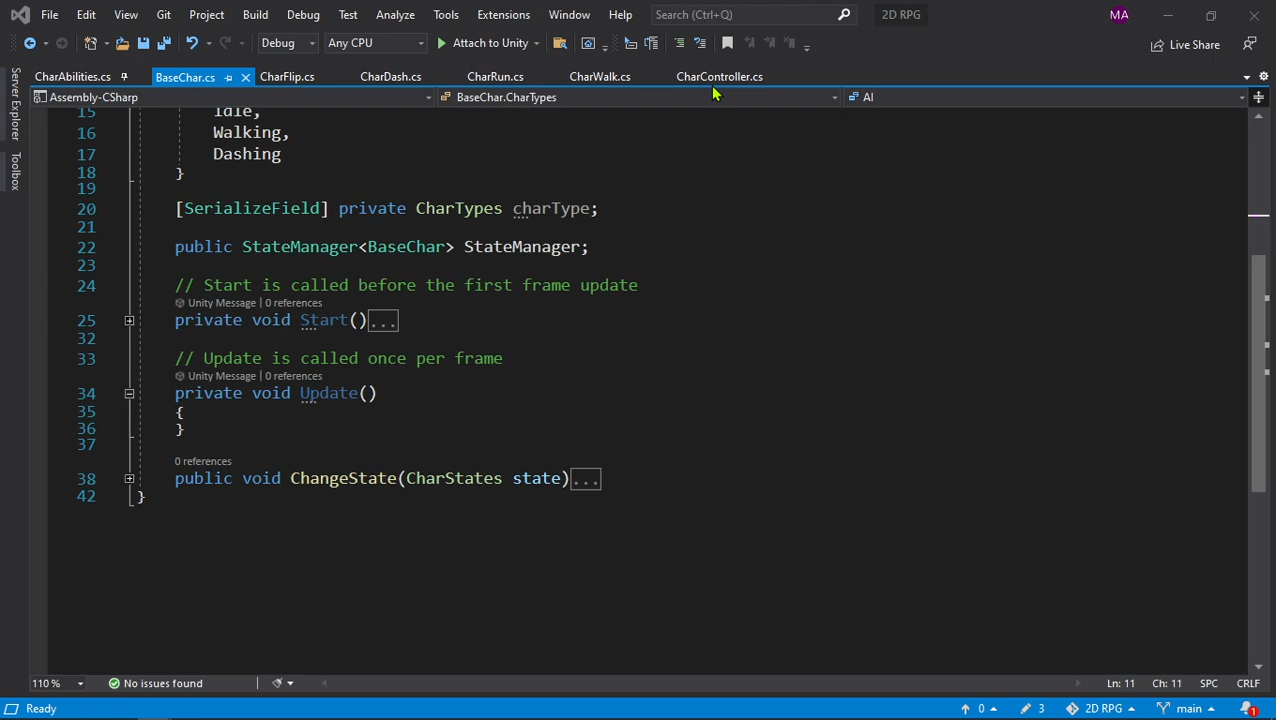 File Edit View Git Project Build Debug Test Analyze Tools Extensions Window Help Search (Ctrl+Q) 2D RPG MA
Debug Any CPU Attach to Unity Live Share
CharAbilities.cs BaseChar.cs CharFlip.cs CharDash.cs CharRun.cs CharWalk.cs CharController.cs
Assembly-CSharp BaseChar.CharTypes AI
Server Explorer
Toolbox
15 Idle,
16 Walking,
17 Dashing
18 }
19
20 [SerializeField] private CharTypes charType;
21
22 public StateManager<BaseChar> StateManager;
23
24 // Start is called before the first frame update
Unity Message | 0 references
25 private void Start()...
32
33 // Update is called once per frame
Unity Message | 0 references
34 private void Update()
35 {
36 }
37
0 references
38 public void ChangeState(CharStates state)...
42 }
110 % No issues found Ln: 11 Ch: 11 SPC CRLF
Ready 0 3 2D RPG main 1